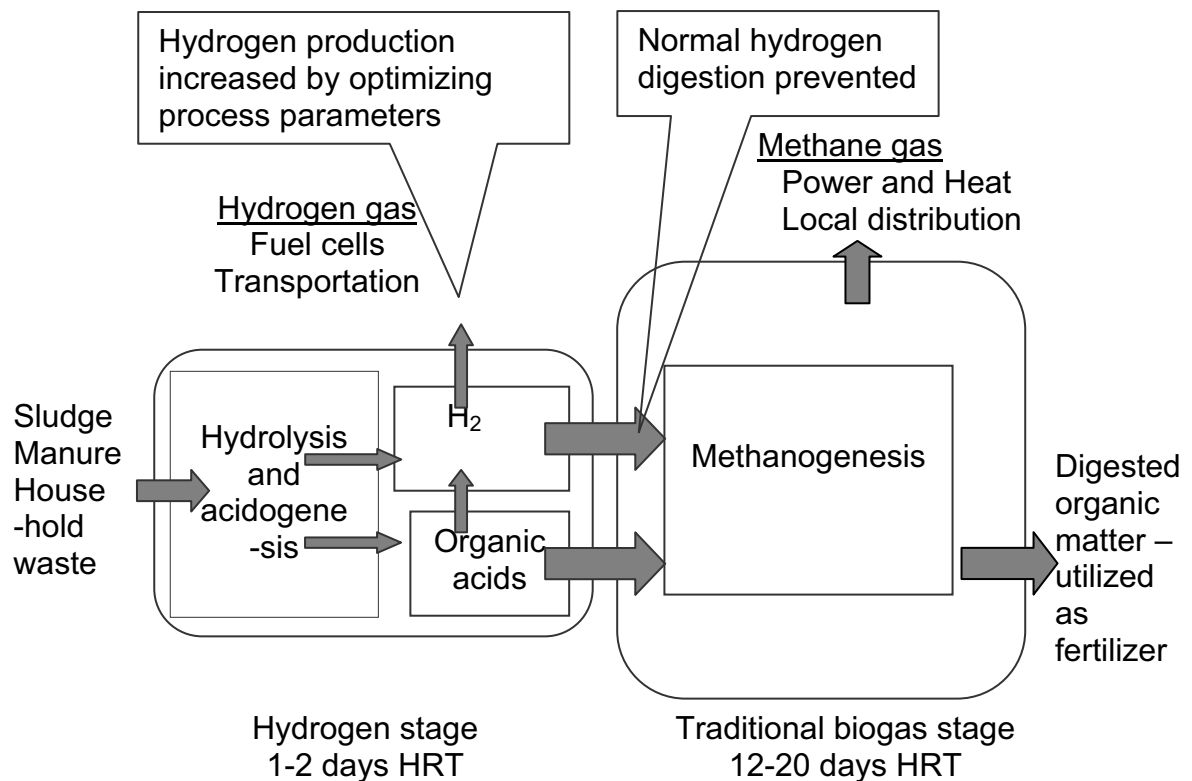 Hydrogen production
increased by optimizing
process parameters
Normal hydrogen
digestion prevented
Methane gas
Power and Heat
Local distribution
Hydrogen gas
Fuel cells
Transportation
Sludge
Manure
House
-hold
waste
Hydrolysis
and
acidogene
-sis
H₂
Organic
acids
Methanogenesis
Digested
organic
matter –
utilized
as
fertilizer
Hydrogen stage
1-2 days HRT
Traditional biogas stage
12-20 days HRT